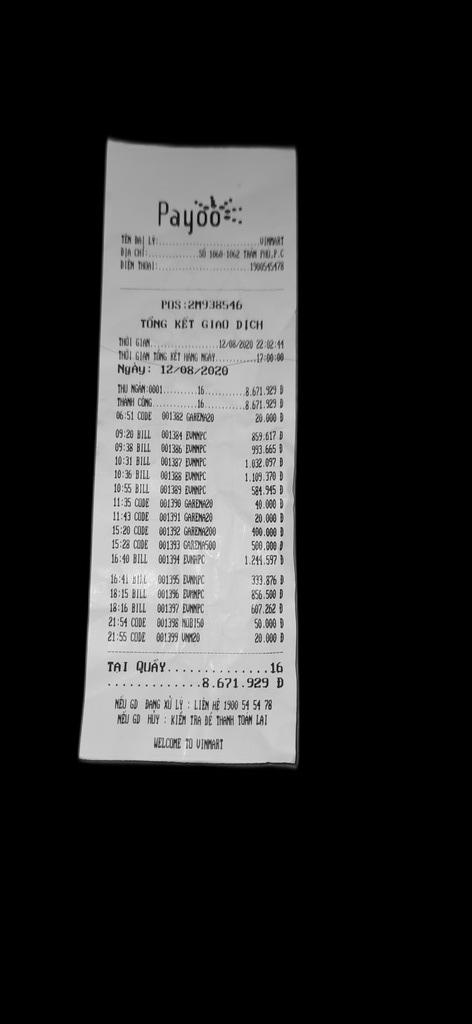 Payoo
TÊN ĐẠI LÝ:......................VINMART
ĐỊA CHỈ:...........SỐ 1060-1062 TRẦN PHÚ,P.C
ĐIỆN THOẠI:....................1900545478
POS:2M938546
TỔNG KẾT GIAO DỊCH
THỜI GIAN................12/08/2020 22:02:44
THỜI GIAN TỔNG KẾT HÀNG NGÀY.........17:00:00
Ngày: 12/08/2020
THU NGÂN:0001........16..........8.671.929 Đ
THÀNH CÔNG...........16..........8.671.929 Đ
06:51 CODE 001382 GARENA20 20.000 Đ
09:20 BILL 001384 EVNNPC 859.617 Đ
09:38 BILL 001386 EVNNPC 993.665 Đ
10:31 BILL 001387 EVNNPC 1.032.097 Đ
10:36 BILL 001388 EVNNPC 1.109.370 Đ
10:55 BILL 001389 EVNNPC 584.945 Đ
11:35 CODE 001390 GARENA20 40.000 Đ
11:43 CODE 001391 GARENA20 20.000 Đ
15:20 CODE 001392 GARENA200 400.000 Đ
15:28 CODE 001393 GARENA500 500.000 Đ
16:40 BILL 001394 EVNHPC 1.244.597 Đ
16:41 BILL 001395 EVNHPC 333.876 Đ
18:15 BILL 001396 EVNHPC 856.500 Đ
18:16 BILL 001397 EVNNPC 607.262 Đ
21:54 CODE 001398 MOBI50 50.000 Đ
21:55 CODE 001399 VNM20 20.000 Đ
TẠI QUẦY..............16
.............8.671.929 Đ
NẾU GD ĐANG XỬ LÝ : LIÊN HỆ 1900 54 54 78
NẾU GD HỦY : KIỂM TRA ĐỂ THANH TOÁN LẠI
WELCOME TO VINMART